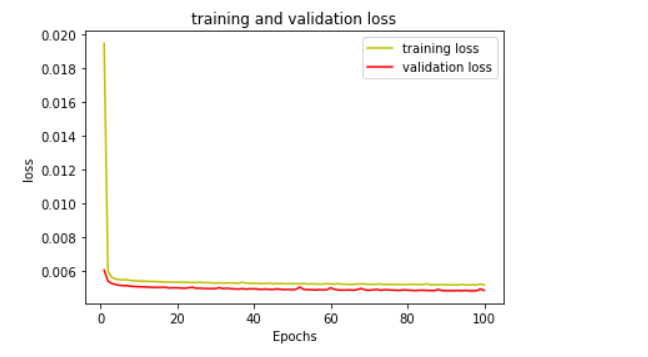 training and validation loss
0.020
0.018
0.016
0.014
0.012
0.010
0.008
0.006
loss
training loss
validation loss
0 20 40 60 80 100
Epochs